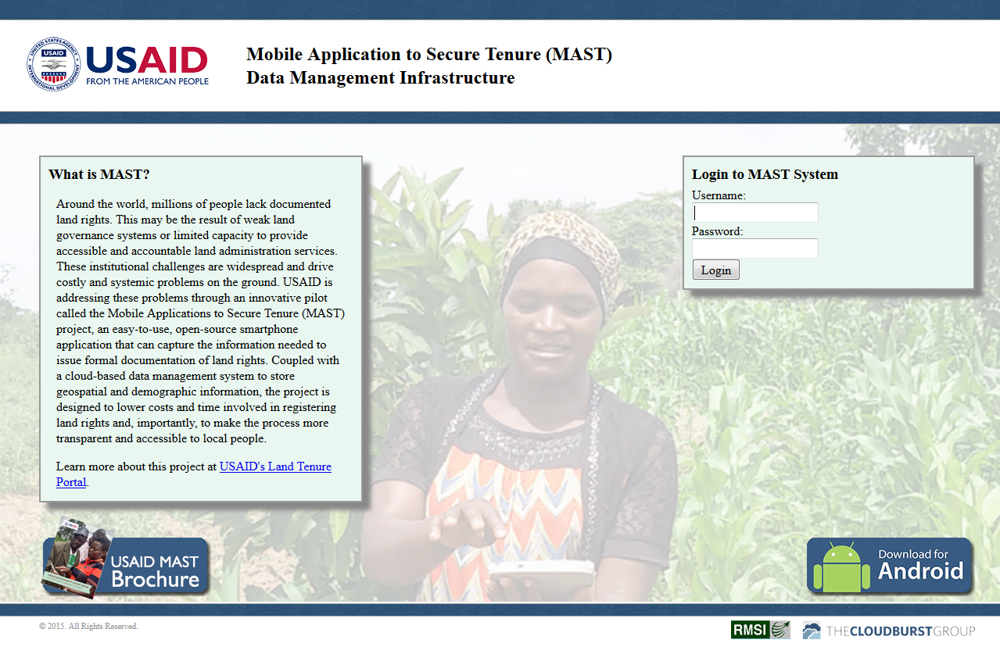 UNITED STATES AGENCY
USAID
INTERNATIONAL DEVELOPMENT
USAID
FROM THE AMERICAN PEOPLE
Mobile Application to Secure Tenure (MAST)
Data Management Infrastructure
What is MAST?
Around the world, millions of people lack documented
land rights. This may be the result of weak land
governance systems or limited capacity to provide
accessible and accountable land administration services.
These institutional challenges are widespread and drive
costly and systemic problems on the ground. USAID is
addressing these problems through an innovative pilot
called the Mobile Applications to Secure Tenure (MAST)
project, an easy-to-use, open-source smartphone
application that can capture the information needed to
issue formal documentation of land rights. Coupled with
a cloud-based data management system to store
geospatial and demographic information, the project is
designed to lower costs and time involved in registering
land rights and, importantly, to make the process more
transparent and accessible to local people.
Learn more about this project at USAID's Land Tenure
Portal.
Login to MAST System
Username:
Password:
Login
USAID MAST
Brochure
Download for
Android
© 2015. All Rights Reserved.
RMSI
THECLOUDBURSTGROUP